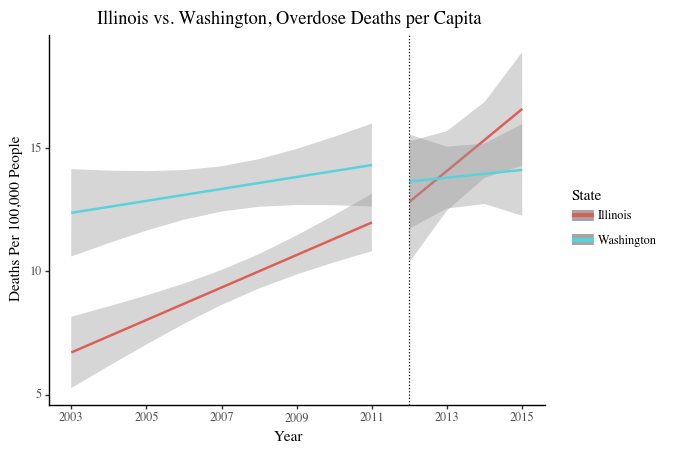 Illinois vs. Washington, Overdose Deaths per Capita
Deaths Per 100,000 People
15
10
5
2003 2005 2007 2009 2011 2013 2015
Year
State
Illinois
Washington